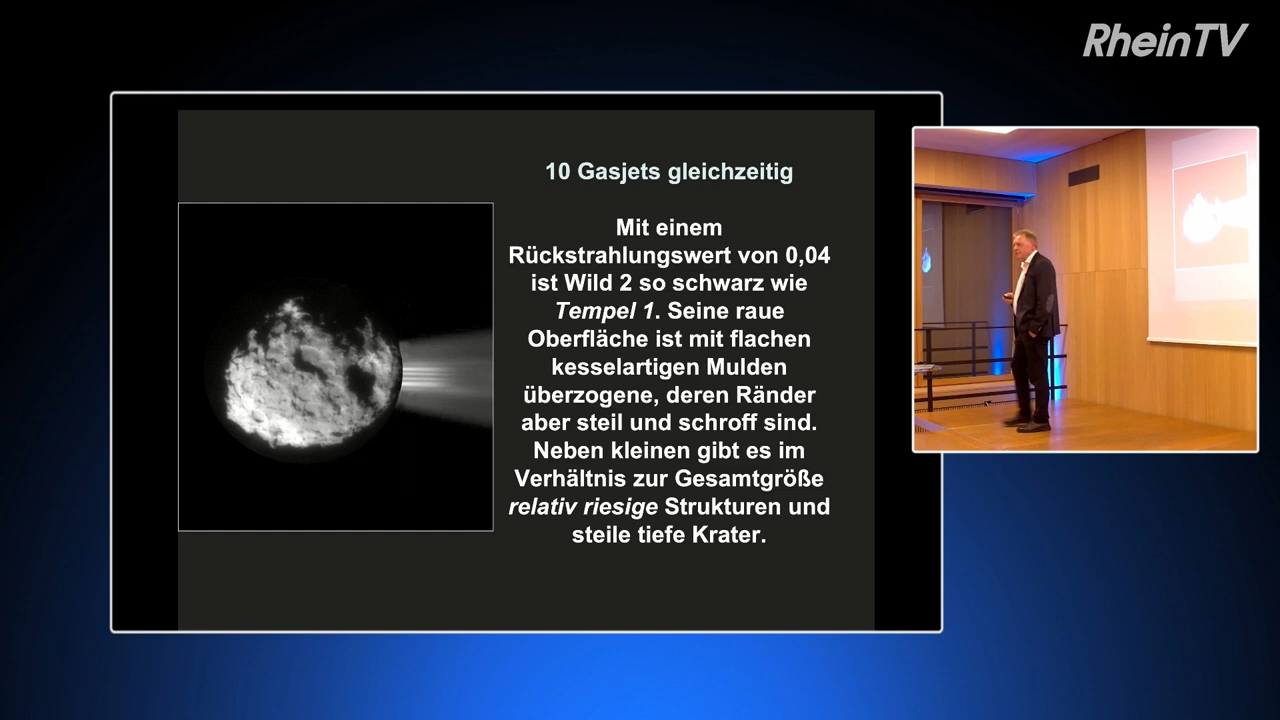 RheinTV
10 Gasjets gleichzeitig
Mit einem
Rückstrahlungswert von 0,04
ist Wild 2 so schwarz wie
Tempel 1. Seine raue
Oberfläche ist mit flachen
kesselartigen Mulden
überzogene, deren Ränder
aber steil und schroff sind.
Neben kleinen gibt es im
Verhältnis zur Gesamtgröße
relativ riesige Strukturen und
steile tiefe Krater.